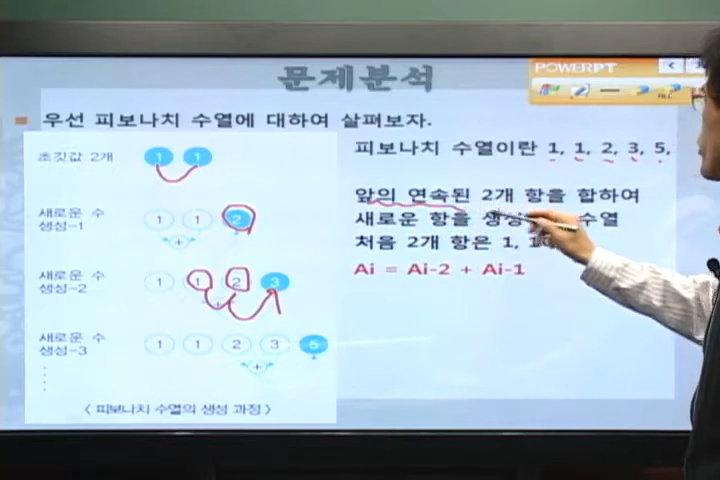 문제분석
POWERPT
우선 피보나치 수열에 대하여 살펴보자.
초깃값 2개
1 1
피보나치 수열이란 1, 1, 2, 3, 5,
새로운 수
생성-1
1 1 2
+
앞의 연속된 2개 항을 합하여
새로운 항을 생성 수열
처음 2개 항은 1, 1
새로운 수
생성-2
1 1 2 3
+
Ai = Ai-2 + Ai-1
새로운 수
생성-3
1 1 2 3 5
+
< 피보나치 수열의 생성 과정 >